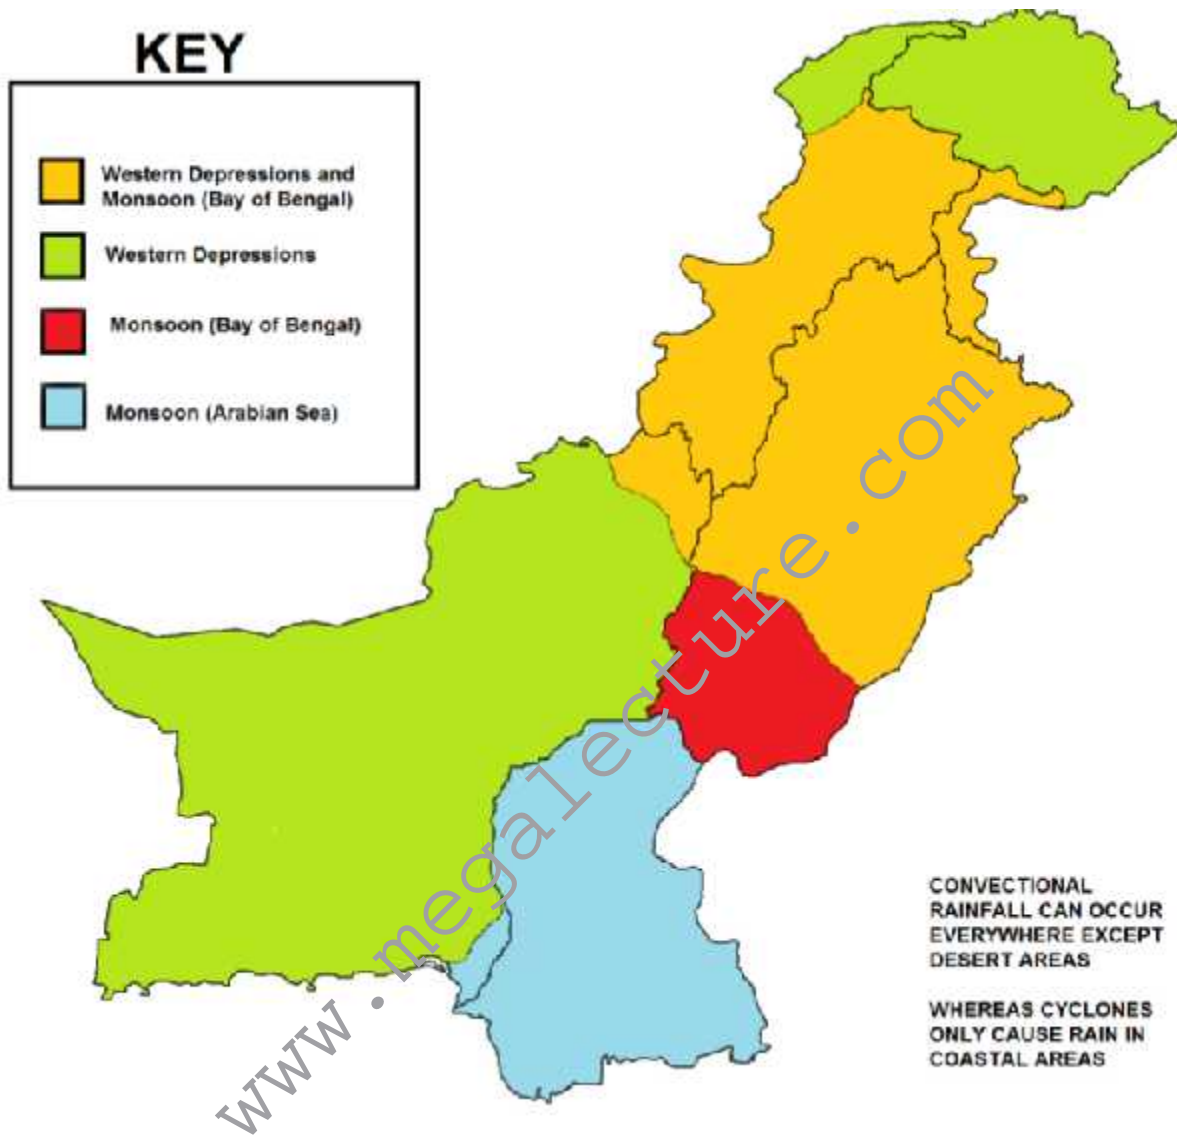 KEY
Western Depressions and
Monsoon (Bay of Bengal)
Western Depressions
Monsoon (Bay of Bengal)
Monsoon (Arabian Sea)
www.megalecture.com
CONVECTIONAL
RAINFALL CAN OCCUR
EVERYWHERE EXCEPT
DESERT AREAS
WHEREAS CYCLONES
ONLY CAUSE RAIN IN
COASTAL AREAS